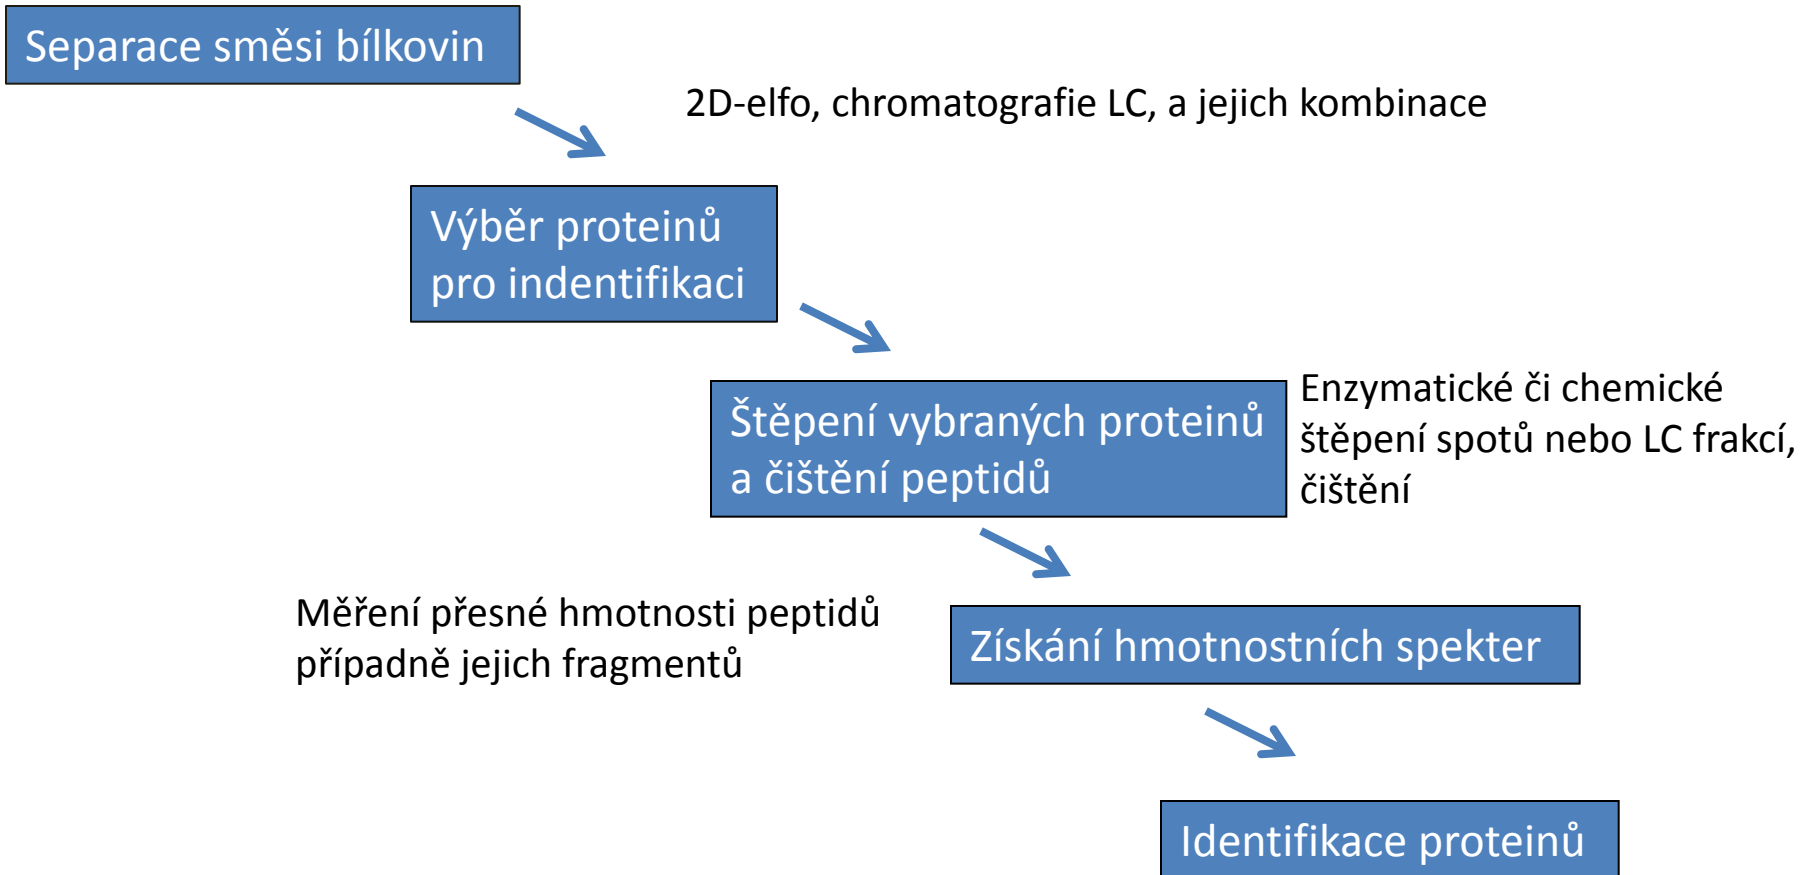 Separace směsi bílkovin
2D-elfo, chromatografie LC, a jejich kombinace
Výběr proteinů
pro indentifikaci
Štěpení vybraných proteinů
a čištění peptidů
Enzymatické či chemické
štěpení spotů nebo LC frakcí,
čištění
Měření přesné hmotnosti peptidů
případně jejich fragmentů
Získání hmotnostních spekter
Identifikace proteinů